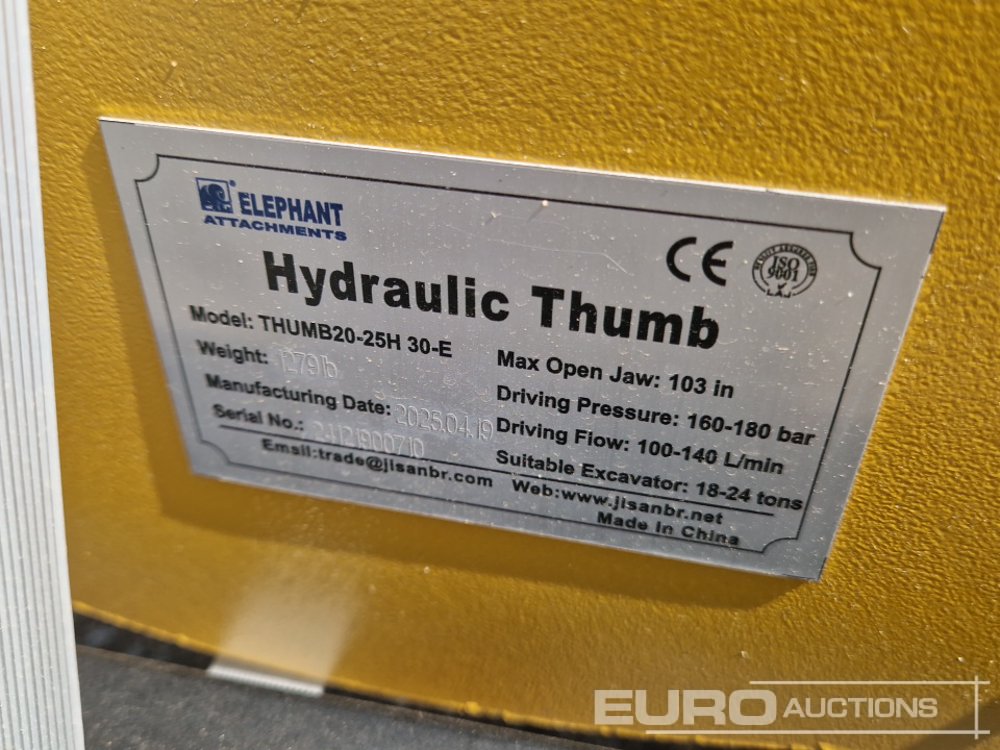 ELEPHANT
ATTACHMENTS
CE
ISO
9001
Hydraulic Thumb
Model: THUMB20-25H 30-E
Weight: 1279lb
Manufacturing Date: 2025.04.19
Serial No.: 24121900710
Max Open Jaw: 103 in
Driving Pressure: 160-180 bar
Driving Flow: 100-140 L/min
Suitable Excavator: 18-24 tons
Email:trade@jisanbr.com Web:www.jisanbr.net
Made in China
EURO AUCTIONS